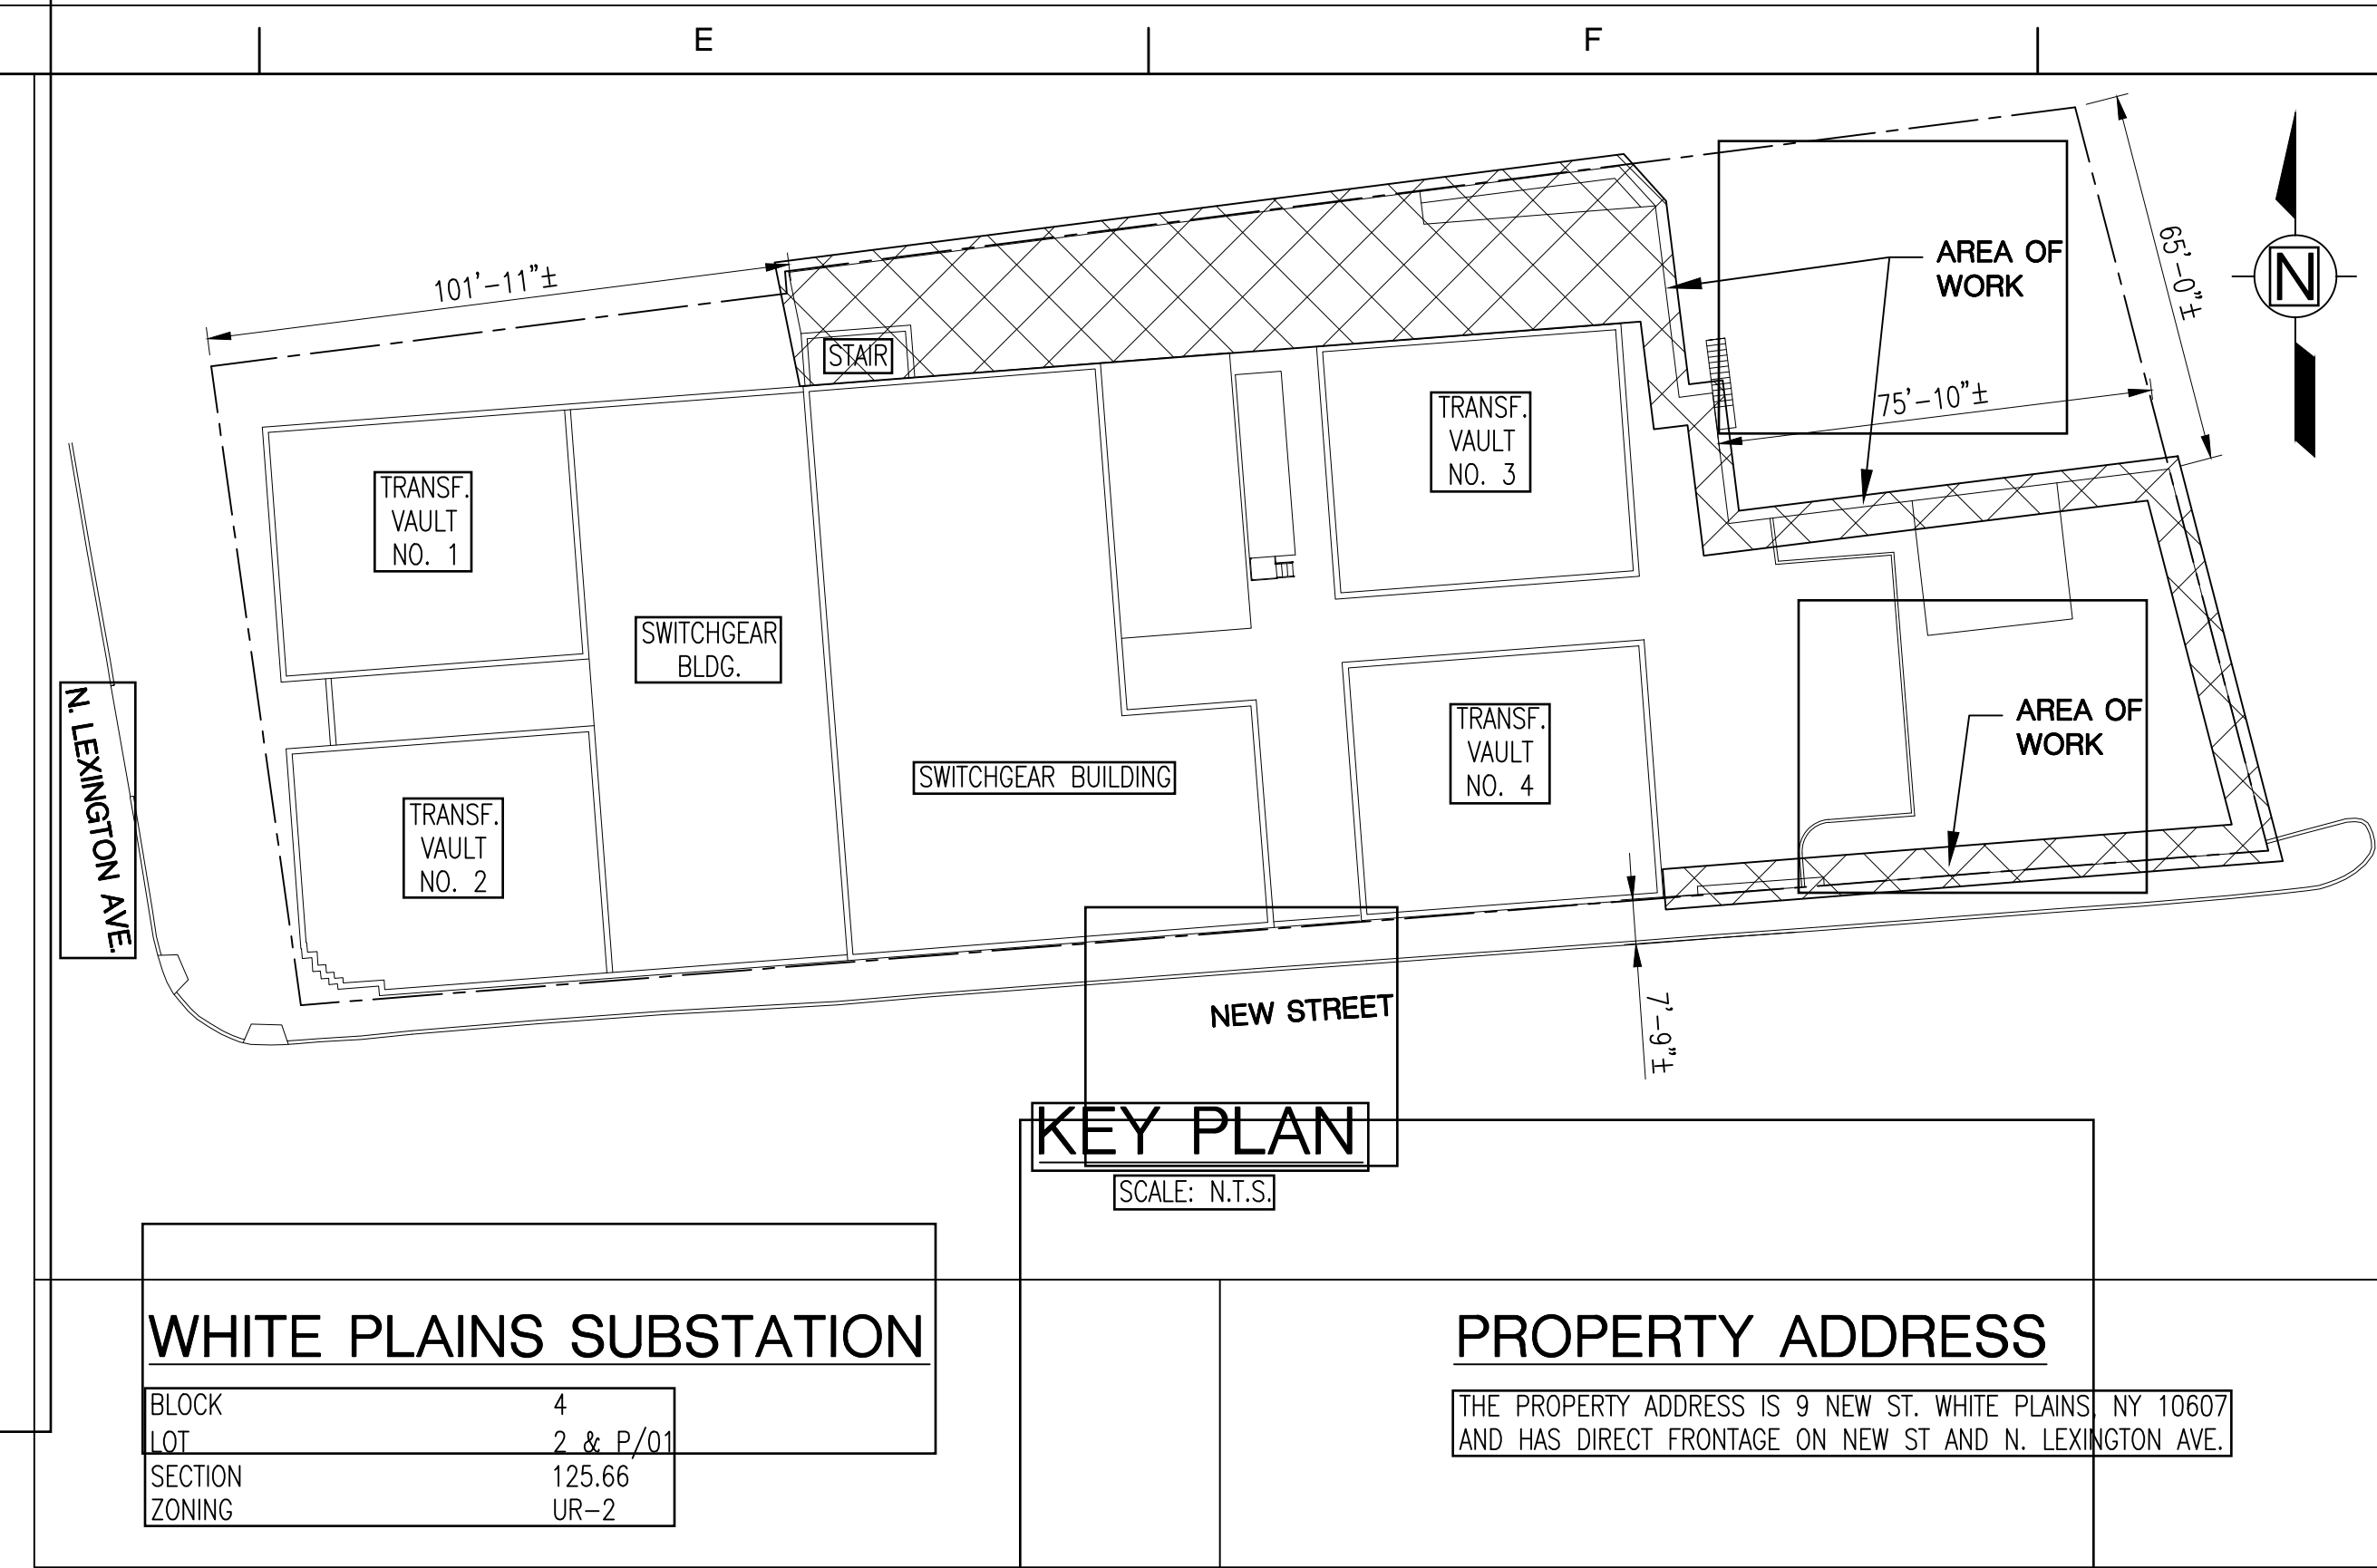 E
F
101'-11"±
65'-0"±
AREA OF
WORK
N
STAIR
75'-10"±
TRANSF.
VAULT
NO. 3
TRANSF.
VAULT
NO. 1
SWITCHGEAR
BLDG.
N. LEXINGTON AVE.
AREA OF
WORK
TRANSF.
VAULT
NO. 4
SWITCHGEAR BUILDING
TRANSF.
VAULT
NO. 2
NEW STREET
7'-9"±
KEY PLAN
SCALE: N.T.S.
WHITE PLAINS SUBSTATION
BLOCK 4
LOT 2 & P/01
SECTION 125.66
ZONING UR-2
PROPERTY ADDRESS
THE PROPERTY ADDRESS IS 9 NEW ST. WHITE PLAINS, NY 10607
AND HAS DIRECT FRONTAGE ON NEW ST AND N. LEXINGTON AVE.